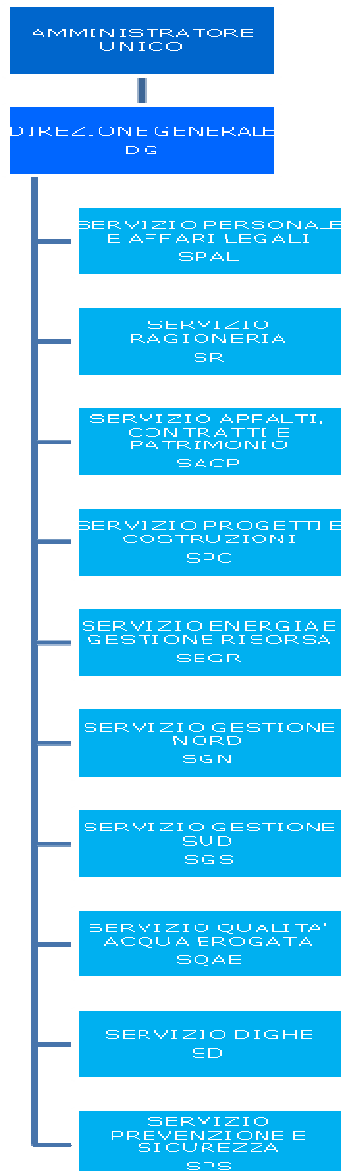 AMMINISTRATORE
UNICO
DIREZIONE GENERALE
DG
SERVIZIO PERSONALE
E AFFARI LEGALI
SPAL
SERVIZIO
RAGIONERIA
SR
SERVIZIO APPALTI,
CONTRATTI E
PATRIMONIO
SACP
SERVIZIO PROGETTI E
COSTRUZIONI
SPC
SERVIZIO ENERGIA E
GESTIONE RISORSA
SEGR
SERVIZIO GESTIONE
NORD
SGN
SERVIZIO GESTIONE
SUD
SGS
SERVIZIO QUALITA'
ACQUA EROGATA
SQAE
SERVIZIO DIGHE
SD
SERVIZIO
PREVENZIONE E
SICUREZZA
SPS